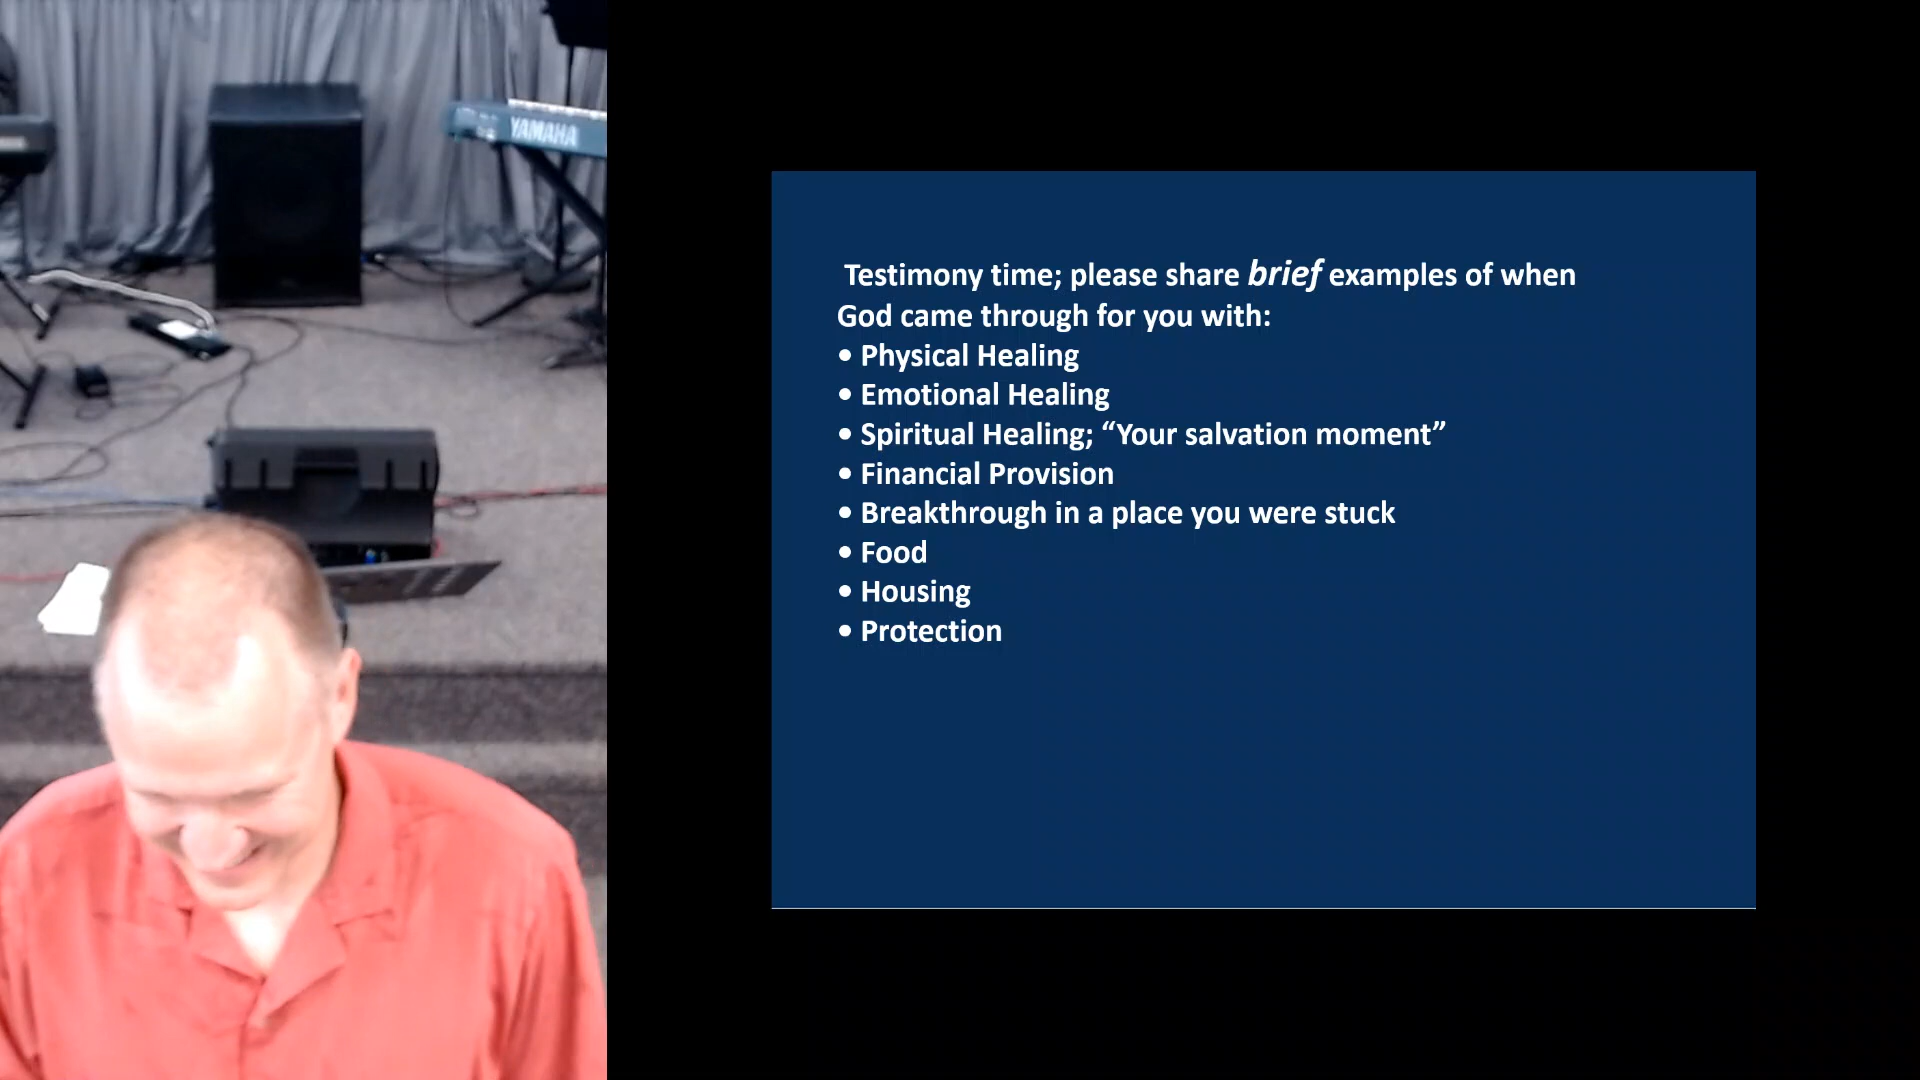 YAMAHA
Testimony time; please share brief examples of when
God came through for you with:
• Physical Healing
• Emotional Healing
• Spiritual Healing; “Your salvation moment”
• Financial Provision
• Breakthrough in a place you were stuck
• Food
• Housing
• Protection